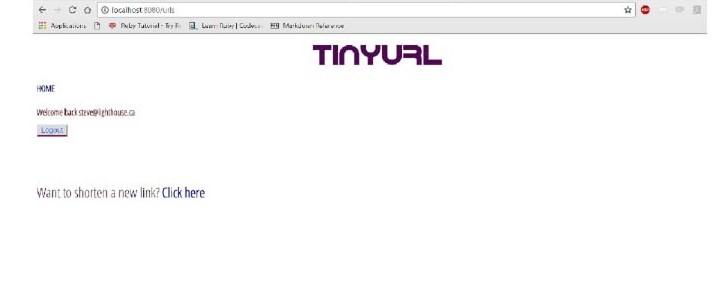 localhost:8080/urls
Applications Ruby Tutorial - Try Ru Learn Ruby | Codeca Markdown Reference
TINYURL
HOME
Welcome back steve@lighthouse.ca
Logout
Want to shorten a new link? Click here